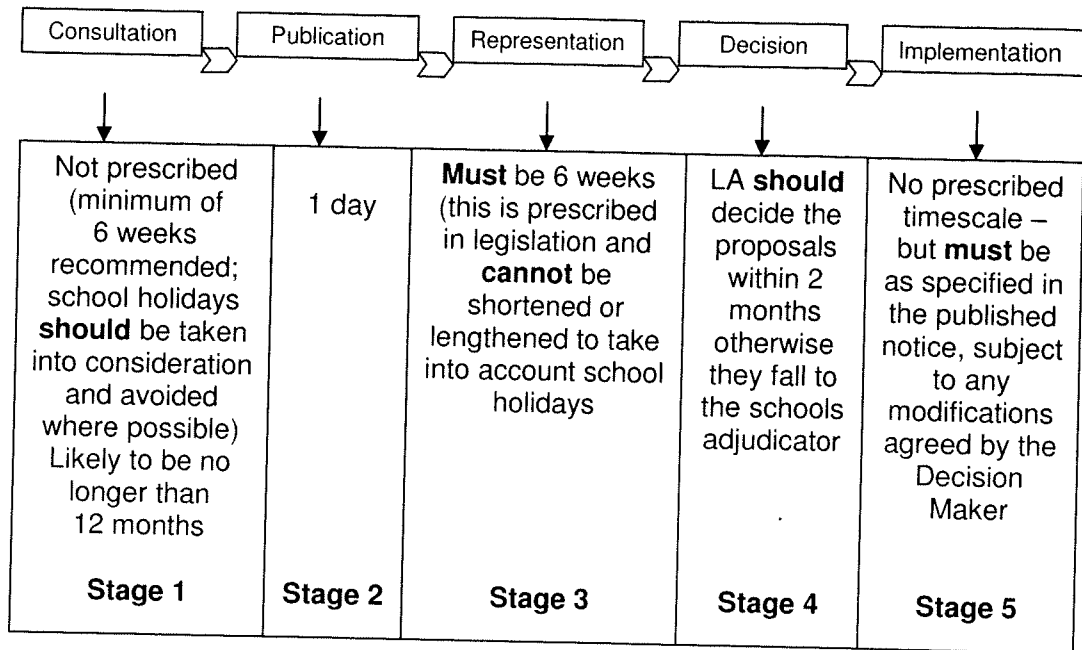 Consultation
Publication
Representation
Decision
Implementation
Not prescribed
(minimum of
6 weeks
recommended;
school holidays
should be taken
into consideration
and avoided
where possible)
Likely to be no
longer than
12 months
Stage 1
1 day
Stage 2
Must be 6 weeks
(this is prescribed
in legislation and
cannot be
shortened or
lengthened to take
into account school
holidays
Stage 3
LA should
decide the
proposals
within 2
months
otherwise
they fall to
the schools
adjudicator
Stage 4
No prescribed
timescale –
but must be
as specified in
the published
notice, subject
to any
modifications
agreed by the
Decision
Maker
Stage 5